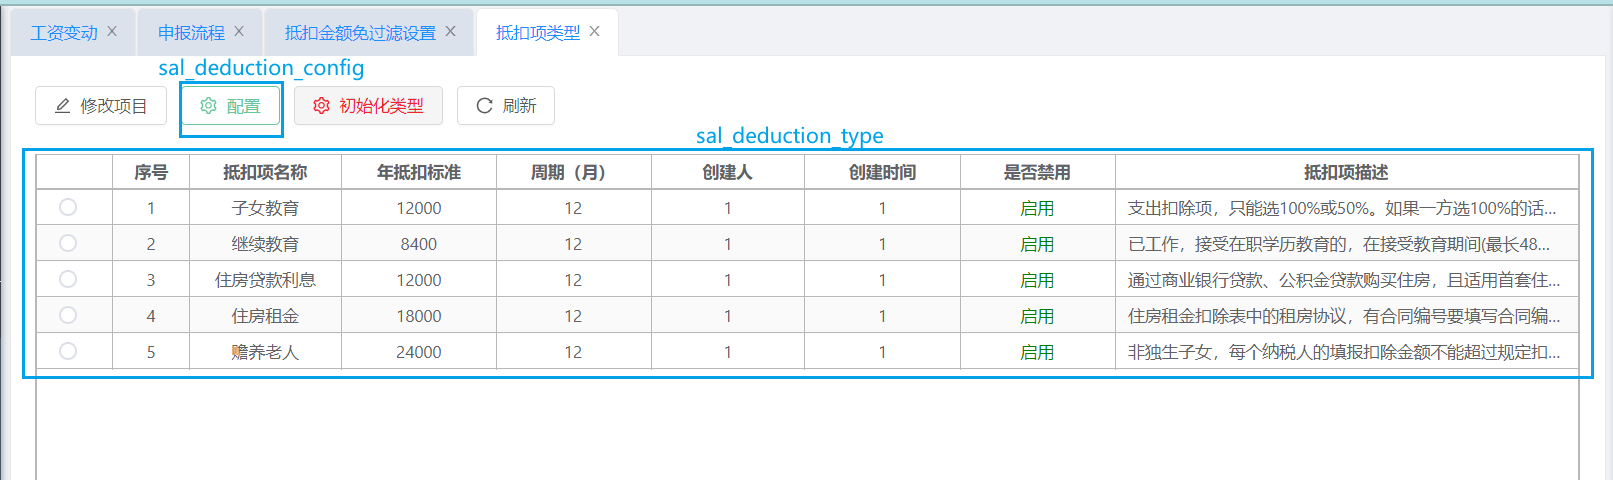 工资变动 × 申报流程 × 抵扣金额免过滤设置 × 抵扣项类型 ×
sal_deduction_config
修改项目 配置 初始化类型 刷新
sal_deduction_type
序号 抵扣项名称 年抵扣标准 周期（月） 创建人 创建时间 是否禁用 抵扣项描述
1 子女教育 12000 12 1 1 启用 支出扣除项，只能选100%或50%。如果一方选100%的话...
2 继续教育 8400 12 1 1 启用 已工作，接受在职学历教育的，在接受教育期间(最长48...
3 住房贷款利息 12000 12 1 1 启用 通过商业银行贷款、公积金贷款购买住房，且适用首套住...
4 住房租金 18000 12 1 1 启用 住房租金扣除表中的租房协议，有合同编号要填写合同编...
5 赡养老人 24000 12 1 1 启用 非独生子女，每个纳税人的填报扣除金额不能超过规定扣...